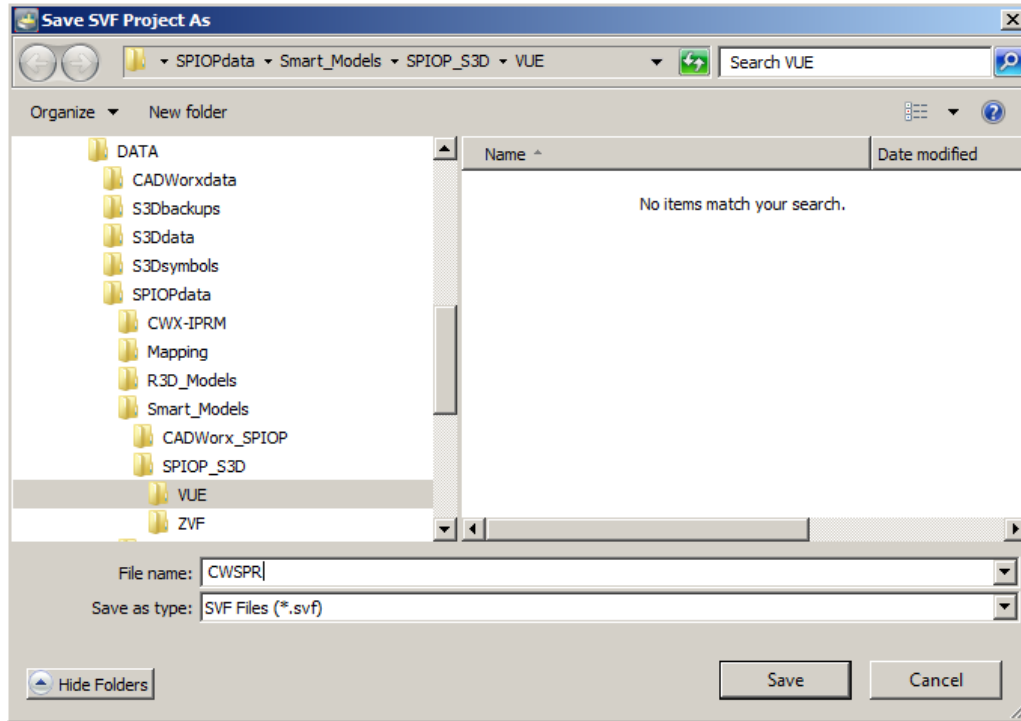 Save SVF Project As
SPIOPdata Smart_Models SPIOP_S3D VUE
Search VUE
Organize New folder
DATA
CADWorxdata
S3Dbackups
S3Ddata
S3Dsymbols
SPIOPdata
CWX-IPRM
Mapping
R3D_Models
Smart_Models
CADWorx_SPIOP
SPIOP_S3D
VUE
ZVF
Name Date modified
No items match your search.
File name: CWSPR
Save as type: SVF Files (*.svf)
Hide Folders Save Cancel